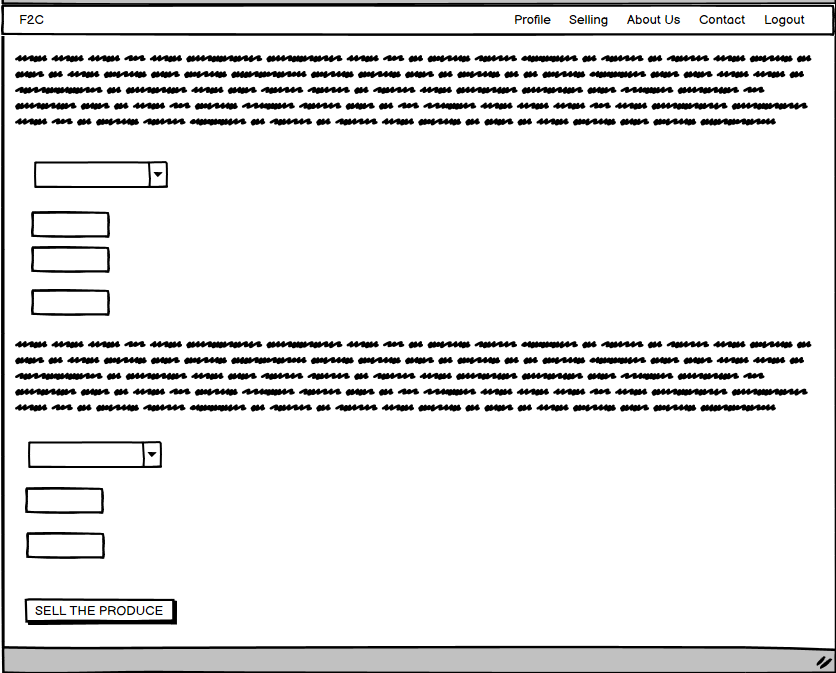 F2C Profile Selling About Us Contact Logout
SELL THE PRODUCE